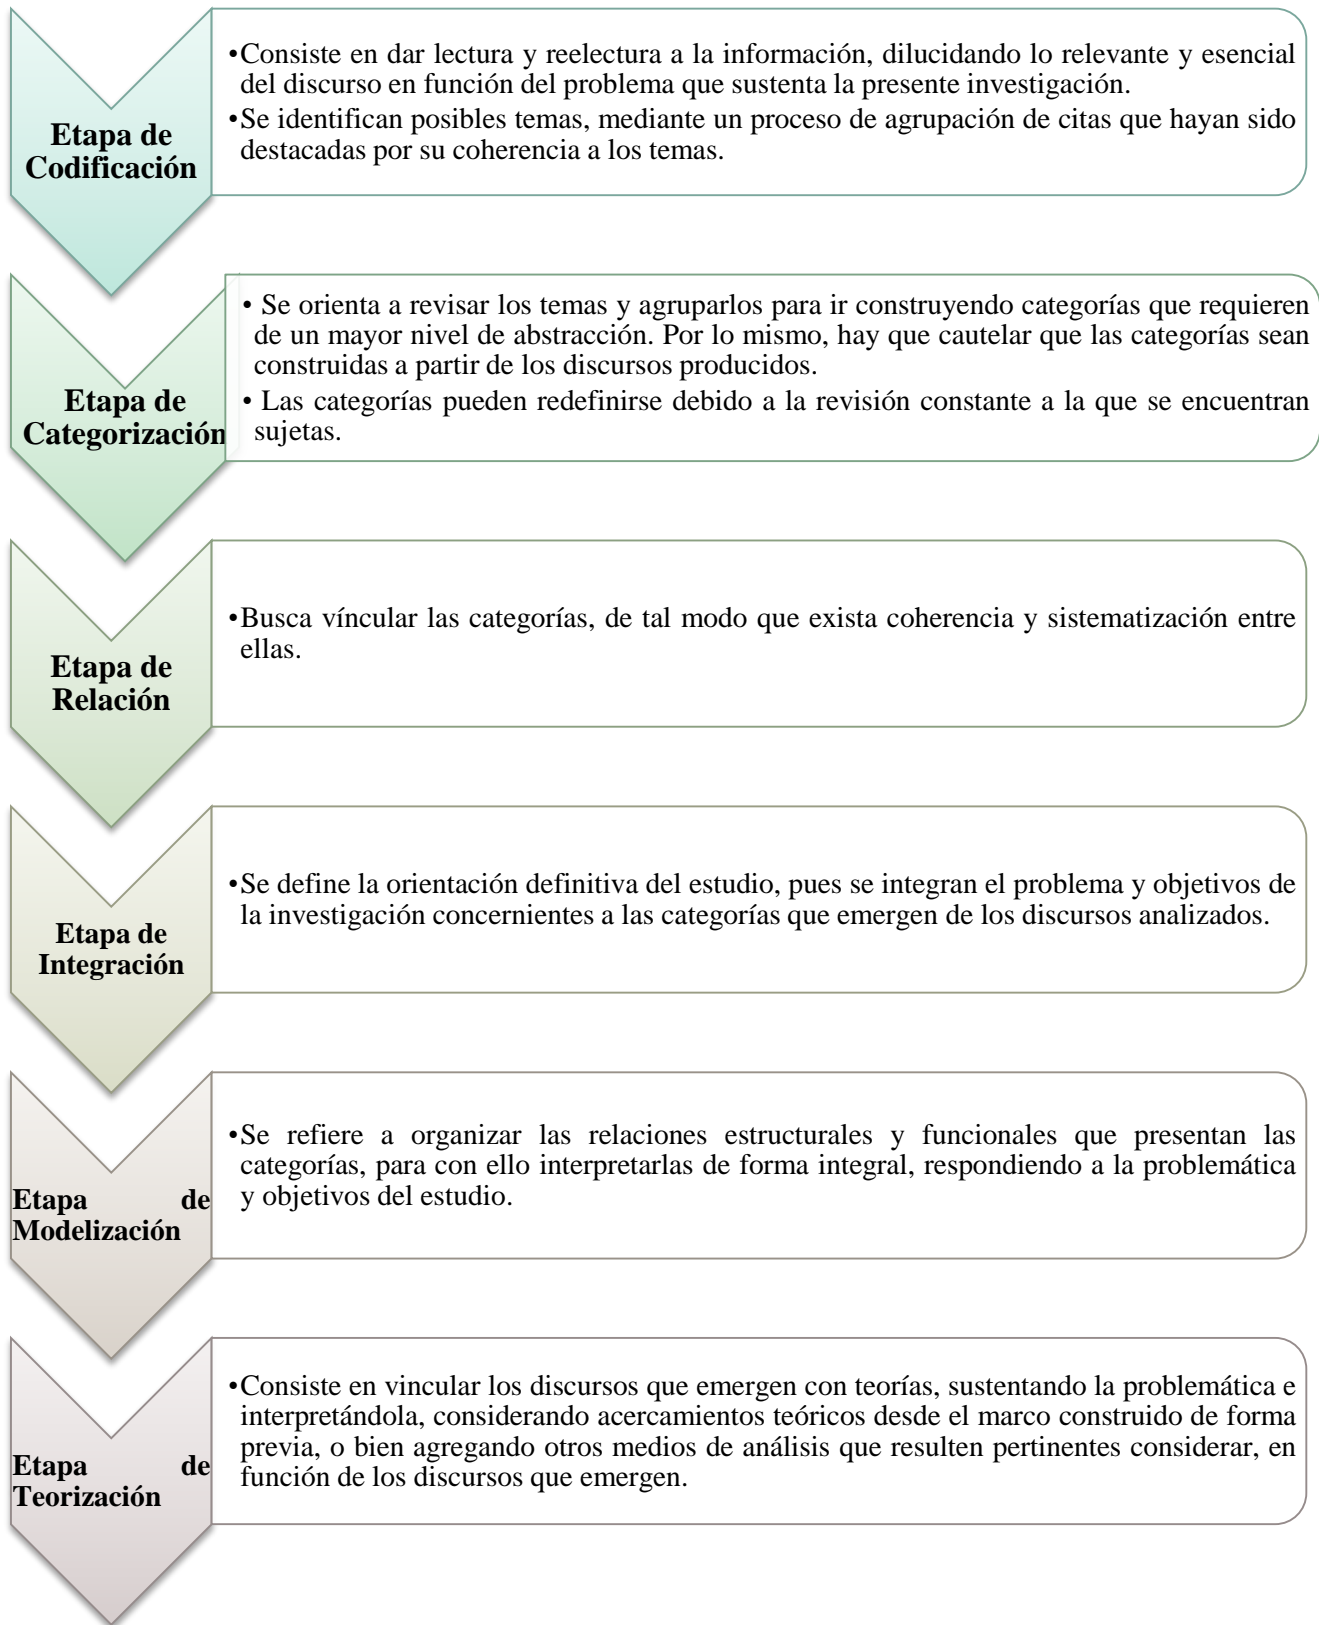 Etapa de
Codificación
•Consiste en dar lectura y reelectura a la información, dilucidando lo relevante y esencial
del discurso en función del problema que sustenta la presente investigación.
•Se identifican posibles temas, mediante un proceso de agrupación de citas que hayan sido
destacadas por su coherencia a los temas.
Etapa de
Categorización
• Se orienta a revisar los temas y agruparlos para ir construyendo categorías que requieren
de un mayor nivel de abstracción. Por lo mismo, hay que cautelar que las categorías sean
construidas a partir de los discursos producidos.
• Las categorías pueden redefinirse debido a la revisión constante a la que se encuentran
sujetas.
Etapa de
Relación
•Busca víncular las categorías, de tal modo que exista coherencia y sistematización entre
ellas.
Etapa de
Integración
•Se define la orientación definitiva del estudio, pues se integran el problema y objetivos de
la investigación concernientes a las categorías que emergen de los discursos analizados.
Etapa de
Modelización
•Se refiere a organizar las relaciones estructurales y funcionales que presentan las
categorías, para con ello interpretarlas de forma integral, respondiendo a la problemática
y objetivos del estudio.
Etapa de
Teorización
•Consiste en vincular los discursos que emergen con teorías, sustentando la problemática e
interpretándola, considerando acercamientos teóricos desde el marco construido de forma
previa, o bien agregando otros medios de análisis que resulten pertinentes considerar, en
función de los discursos que emergen.